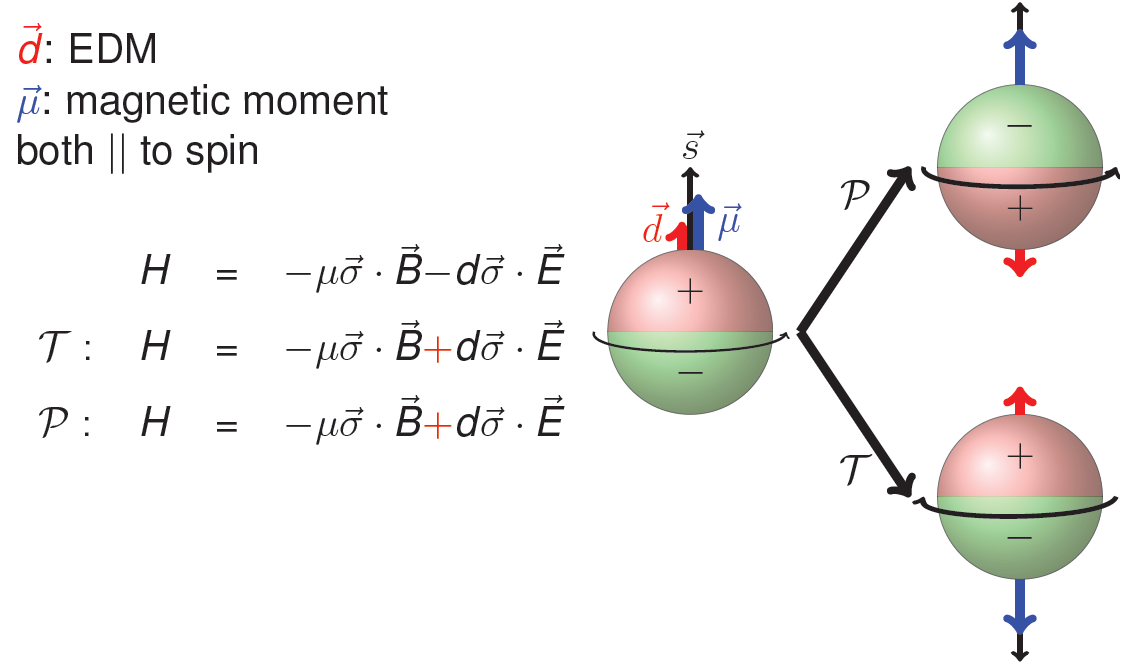 d⃗: EDM
μ⃗: magnetic moment
both || to spin
H = −μσ⃗ · B⃗−dσ⃗ · E⃗
𝒯 : H = −μσ⃗ · B⃗+dσ⃗ · E⃗
𝒫 : H = −μσ⃗ · B⃗+dσ⃗ · E⃗
s⃗
d⃗
μ⃗
+
−
𝒫
−
+
𝒯
+
−